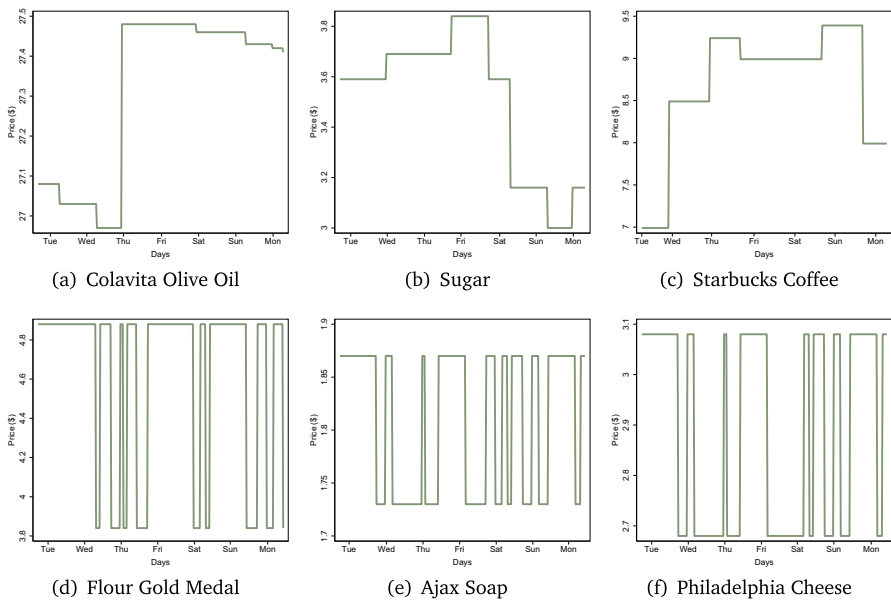 27.5
27.4
27.3
27.2
27.1
27
Price ($)
Tue Wed Thu Fri Sat Sun Mon
Days
(a) Colavita Olive Oil
3.8
3.6
3.4
3.2
3
Price ($)
Tue Wed Thu Fri Sat Sun Mon
Days
(b) Sugar
9.5
9
8.5
8
7.5
7
Price ($)
Tue Wed Thu Fri Sat Sun Mon
Days
(c) Starbucks Coffee
4.8
4.6
4.4
4.2
4
3.8
Price ($)
Tue Wed Thu Fri Sat Sun Mon
Days
(d) Flour Gold Medal
1.9
1.85
1.8
1.75
1.7
Price ($)
Tue Wed Thu Fri Sat Sun Mon
Days
(e) Ajax Soap
3.1
3
2.9
2.8
2.7
Price ($)
Tue Wed Thu Fri Sat Sun Mon
Days
(f) Philadelphia Cheese